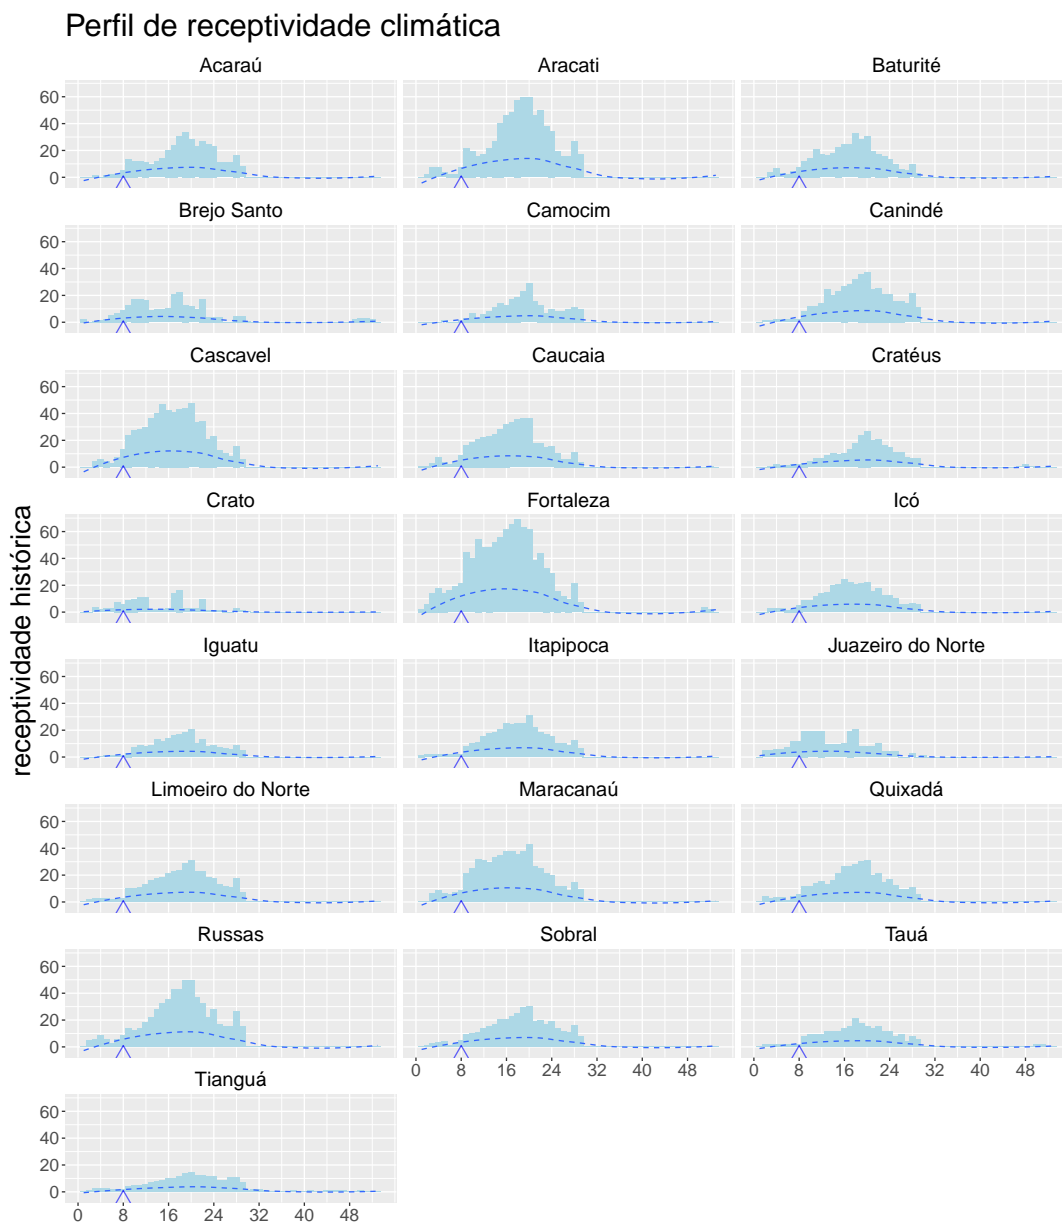 Perfil de receptividade climática
Acaraú Aracati Baturité
60
40
20
0
Brejo Santo Camocim Canindé
60
40
20
0
Cascavel Caucaia Cratéus
60
40
20
0
Crato Fortaleza Icó
60
40
20
0
receptividade histórica
Iguatu Itapipoca Juazeiro do Norte
60
40
20
0
Limoeiro do Norte Maracanaú Quixadá
60
40
20
0
Russas Sobral Tauá
60
40
20
0
0 8 16 24 32 40 48 0 8 16 24 32 40 48
Tianguá
60
40
20
0
0 8 16 24 32 40 48